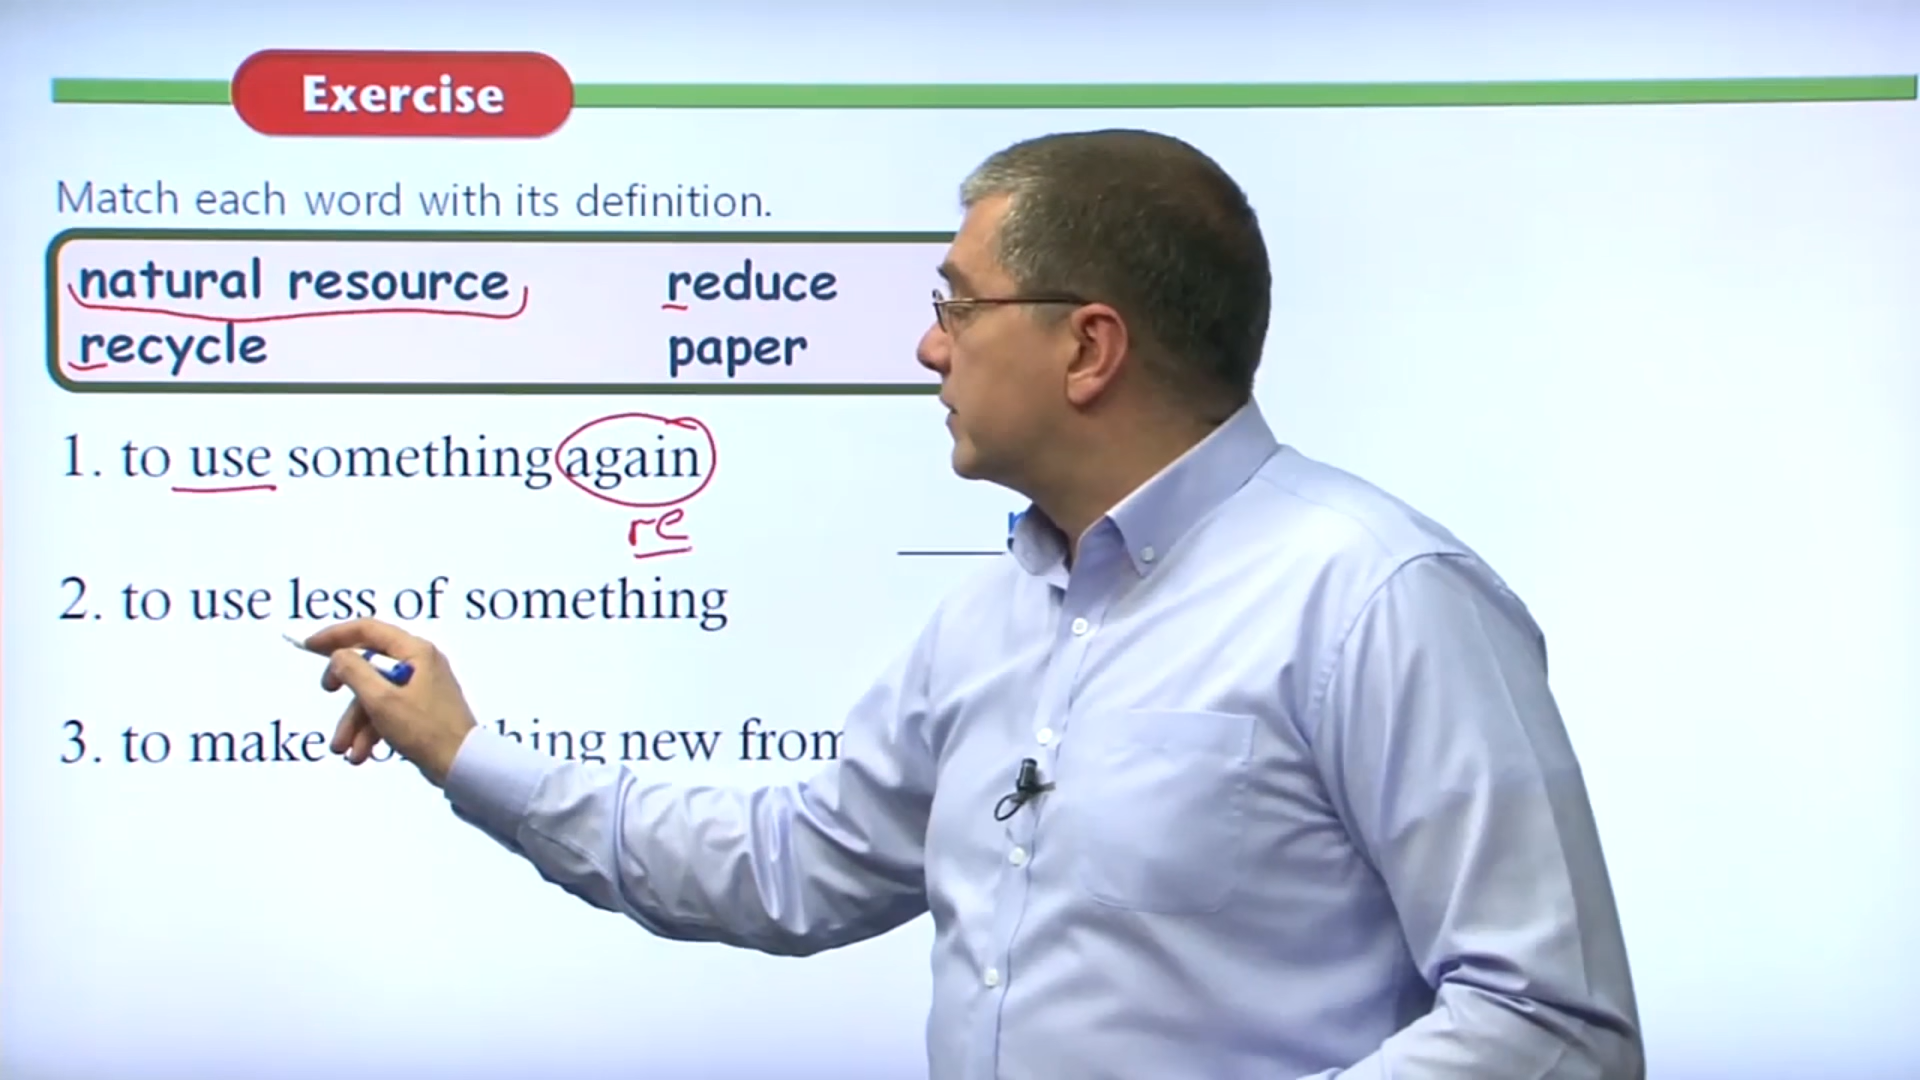 Exercise
Match each word with its definition.
natural resource reduce
recycle paper
1. to use something again
re
2. to use less of something
3. to make new from